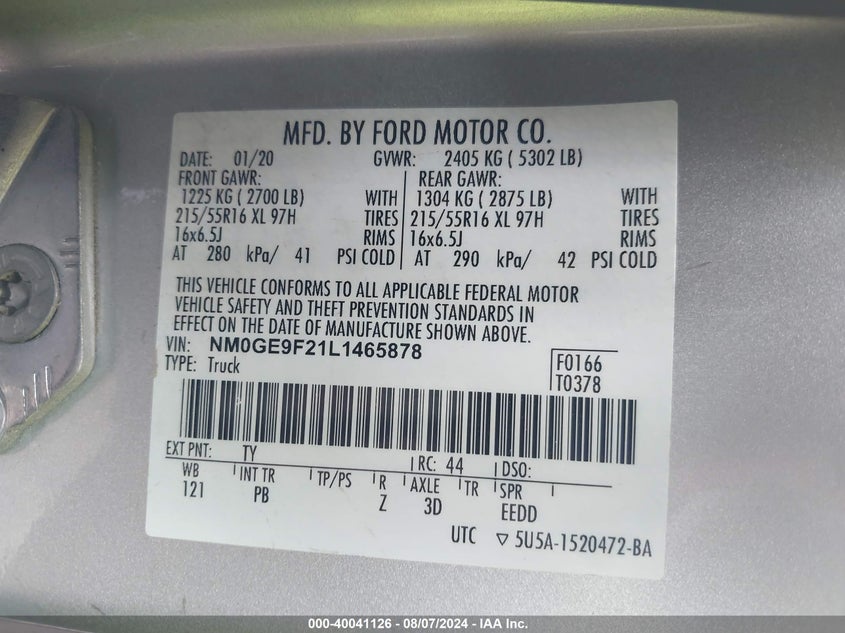 MFD. BY FORD MOTOR CO.
DATE: 01/20 GVWR: 2405 KG ( 5302 LB)
FRONT GAWR: REAR GAWR:
1225 KG ( 2700 LB) WITH 1304 KG ( 2875 LB) WITH
215/55R16 XL 97H TIRES 215/55R16 XL 97H TIRES
16x6.5J RIMS 16x6.5J RIMS
AT 280 kPa/ 41 PSI COLD AT 290 kPa/ 42 PSI COLD
THIS VEHICLE CONFORMS TO ALL APPLICABLE FEDERAL MOTOR
VEHICLE SAFETY AND THEFT PREVENTION STANDARDS IN
EFFECT ON THE DATE OF MANUFACTURE SHOWN ABOVE.
VIN: NM0GE9F21L1465878
TYPE: Truck
F0166
T0378
EXT PNT: TY RC: 44 DSO:
WB INT TR TP/PS R AXLE TR SPR
121 PB Z 3D EEDD
UTC ▽ 5U5A-1520472-BA
000-40041126 - 08/07/2024 - IAA Inc.